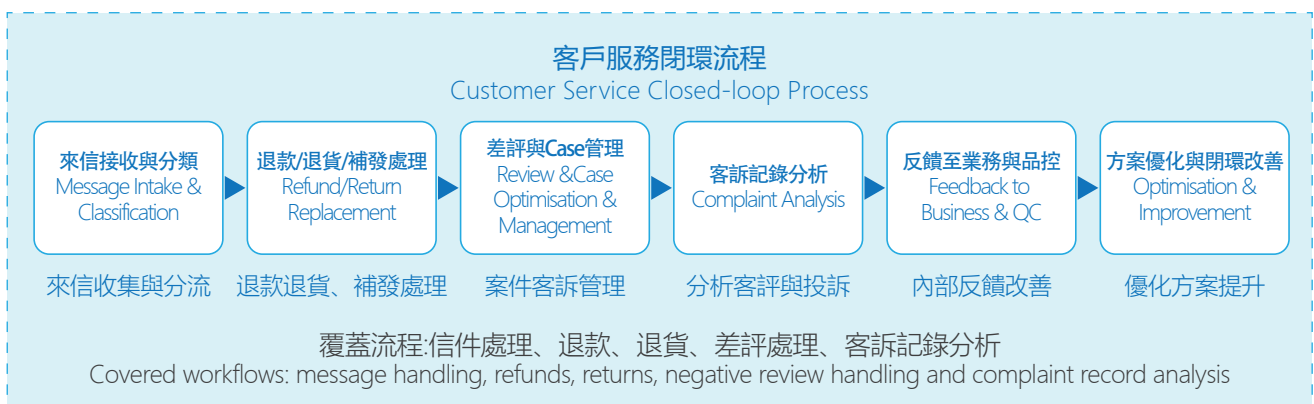 客戶服務閉環流程
Customer Service Closed-loop Process
來信接收與分類
Message Intake &
Classification
退款/退貨/補發處理
Refund/Return
Replacement
差評與Case管理
Review &Case
Optimisation &
Management
客訴記錄分析
Complaint Analysis
反饋至業務與品控
Feedback to
Business & QC
方案優化與閉環改善
Optimisation &
Improvement
來信收集與分流
退款退貨、補發處理
案件客訴管理
分析客評與投訴
內部反饋改善
優化方案提升
覆蓋流程:信件處理、退款、退貨、差評處理、客訴記錄分析
Covered workflows: message handling, refunds, returns, negative review handling and complaint record analysis